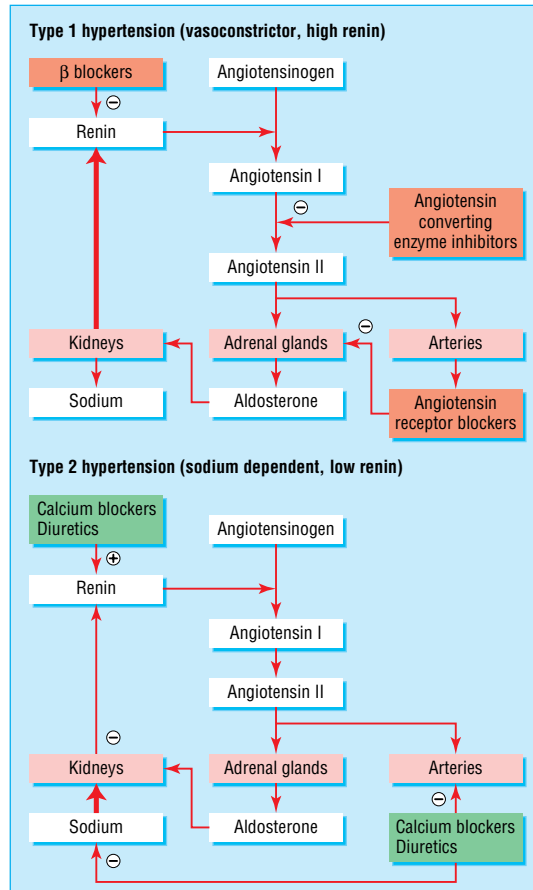 Type 1 hypertension (vasoconstrictor, high renin)
β blockers
Angiotensinogen
⊖
Renin
Angiotensin I
⊖
Angiotensin
converting
enzyme inhibitors
Angiotensin II
⊖
Kidneys
Adrenal glands
Arteries
Sodium
Aldosterone
Angiotensin
receptor blockers
Type 2 hypertension (sodium dependent, low renin)
Calcium blockers
Diuretics
Angiotensinogen
⊕
Renin
Angiotensin I
Angiotensin II
⊖
Kidneys
Adrenal glands
Arteries
⊖
Sodium
Aldosterone
Calcium blockers
Diuretics
⊖